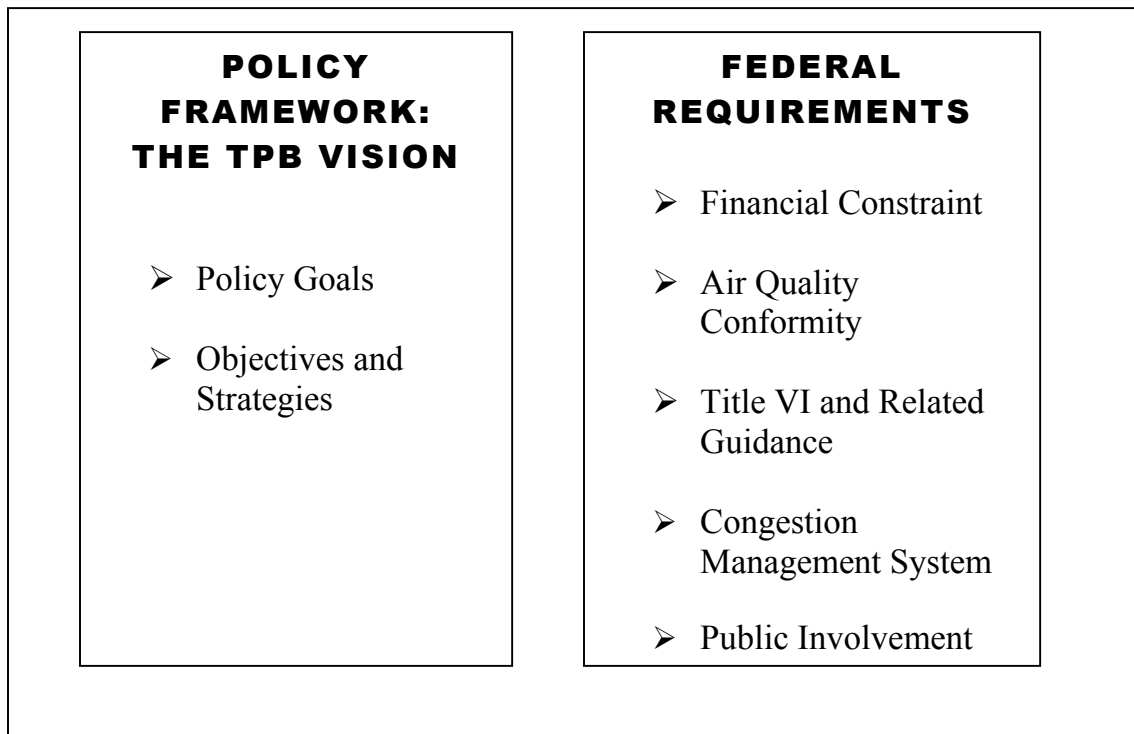 POLICY
FRAMEWORK:
THE TPB VISION
➢ Policy Goals
➢ Objectives and
Strategies
FEDERAL
REQUIREMENTS
➢ Financial Constraint
➢ Air Quality
Conformity
➢ Title VI and Related
Guidance
➢ Congestion
Management System
➢ Public Involvement